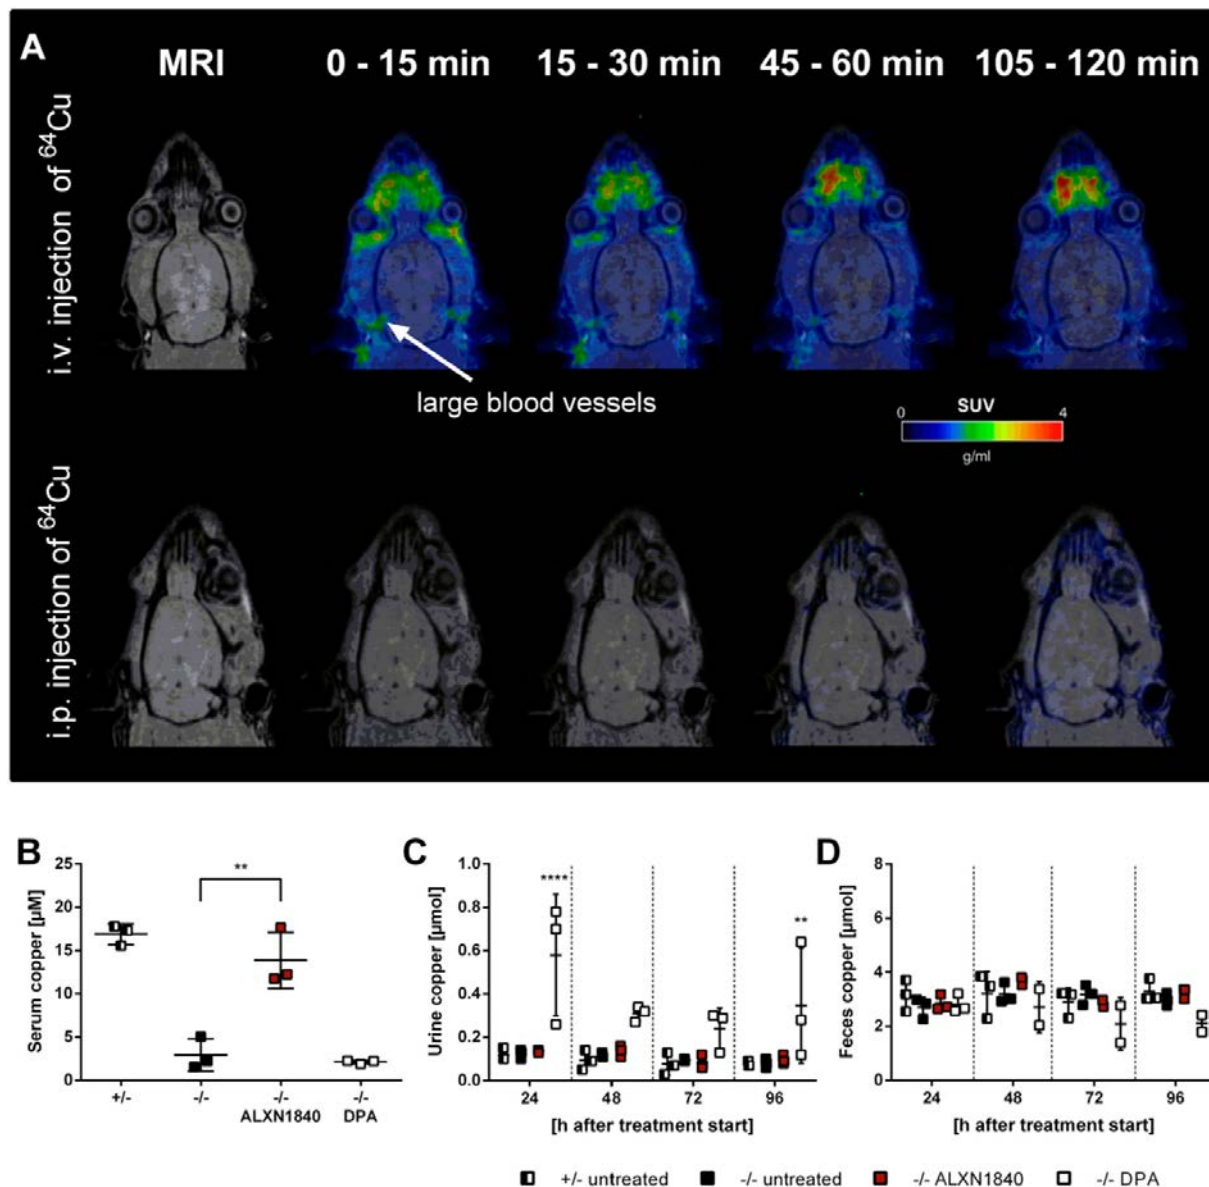 A
MRI
0 - 15 min
15 - 30 min
45 - 60 min
105 - 120 min
i.v. injection of ⁶⁴Cu
large blood vessels
SUV
0
4
g/ml
i.p. injection of ⁶⁴Cu
B
Serum copper [µM]
25
20
15
10
5
0
**
+/-
-/-
-/-
ALXN1840
-/-
DPA
C
Urine copper [µmol]
1.0
0.8
0.6
0.4
0.2
0.0
****
**
24
48
72
96
[h after treatment start]
D
Feces copper [µmol]
8
6
4
2
0
24
48
72
96
[h after treatment start]
+/- untreated
-/- untreated
-/- ALXN1840
-/- DPA